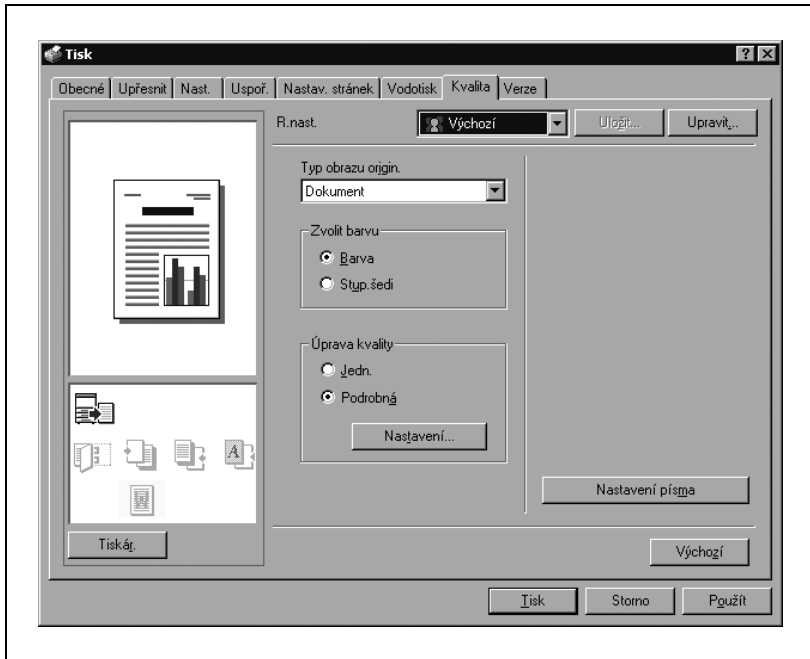 Tisk
Obecné Upřesnit Nast. Uspoř. Nastav. stránek Vodotisk Kvalita Verze
R.nast. Výchozí Uložit... Upravit...
Typ obrazu origin.
Dokument
Zvolit barvu
Barva
Stup.šedi
Úprava kvality
Jedn.
Podrobná
Nastavení...
Nastavení písma
Tiskár.
Výchozí
Tisk Storno Použít